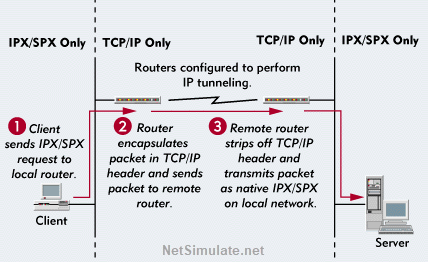 IPX/SPX Only
TCP/IP Only
TCP/IP Only
IPX/SPX Only
Routers configured to perform
IP tunneling.
1 Client
sends IPX/SPX
request to
local router.
2 Router
encapsulates
packet in TCP/IP
header and sends
packet to remote
router.
3 Remote router
strips off TCP/IP
header and
transmits packet
as native IPX/SPX
on local network.
Client
Server
NetSimulate.net